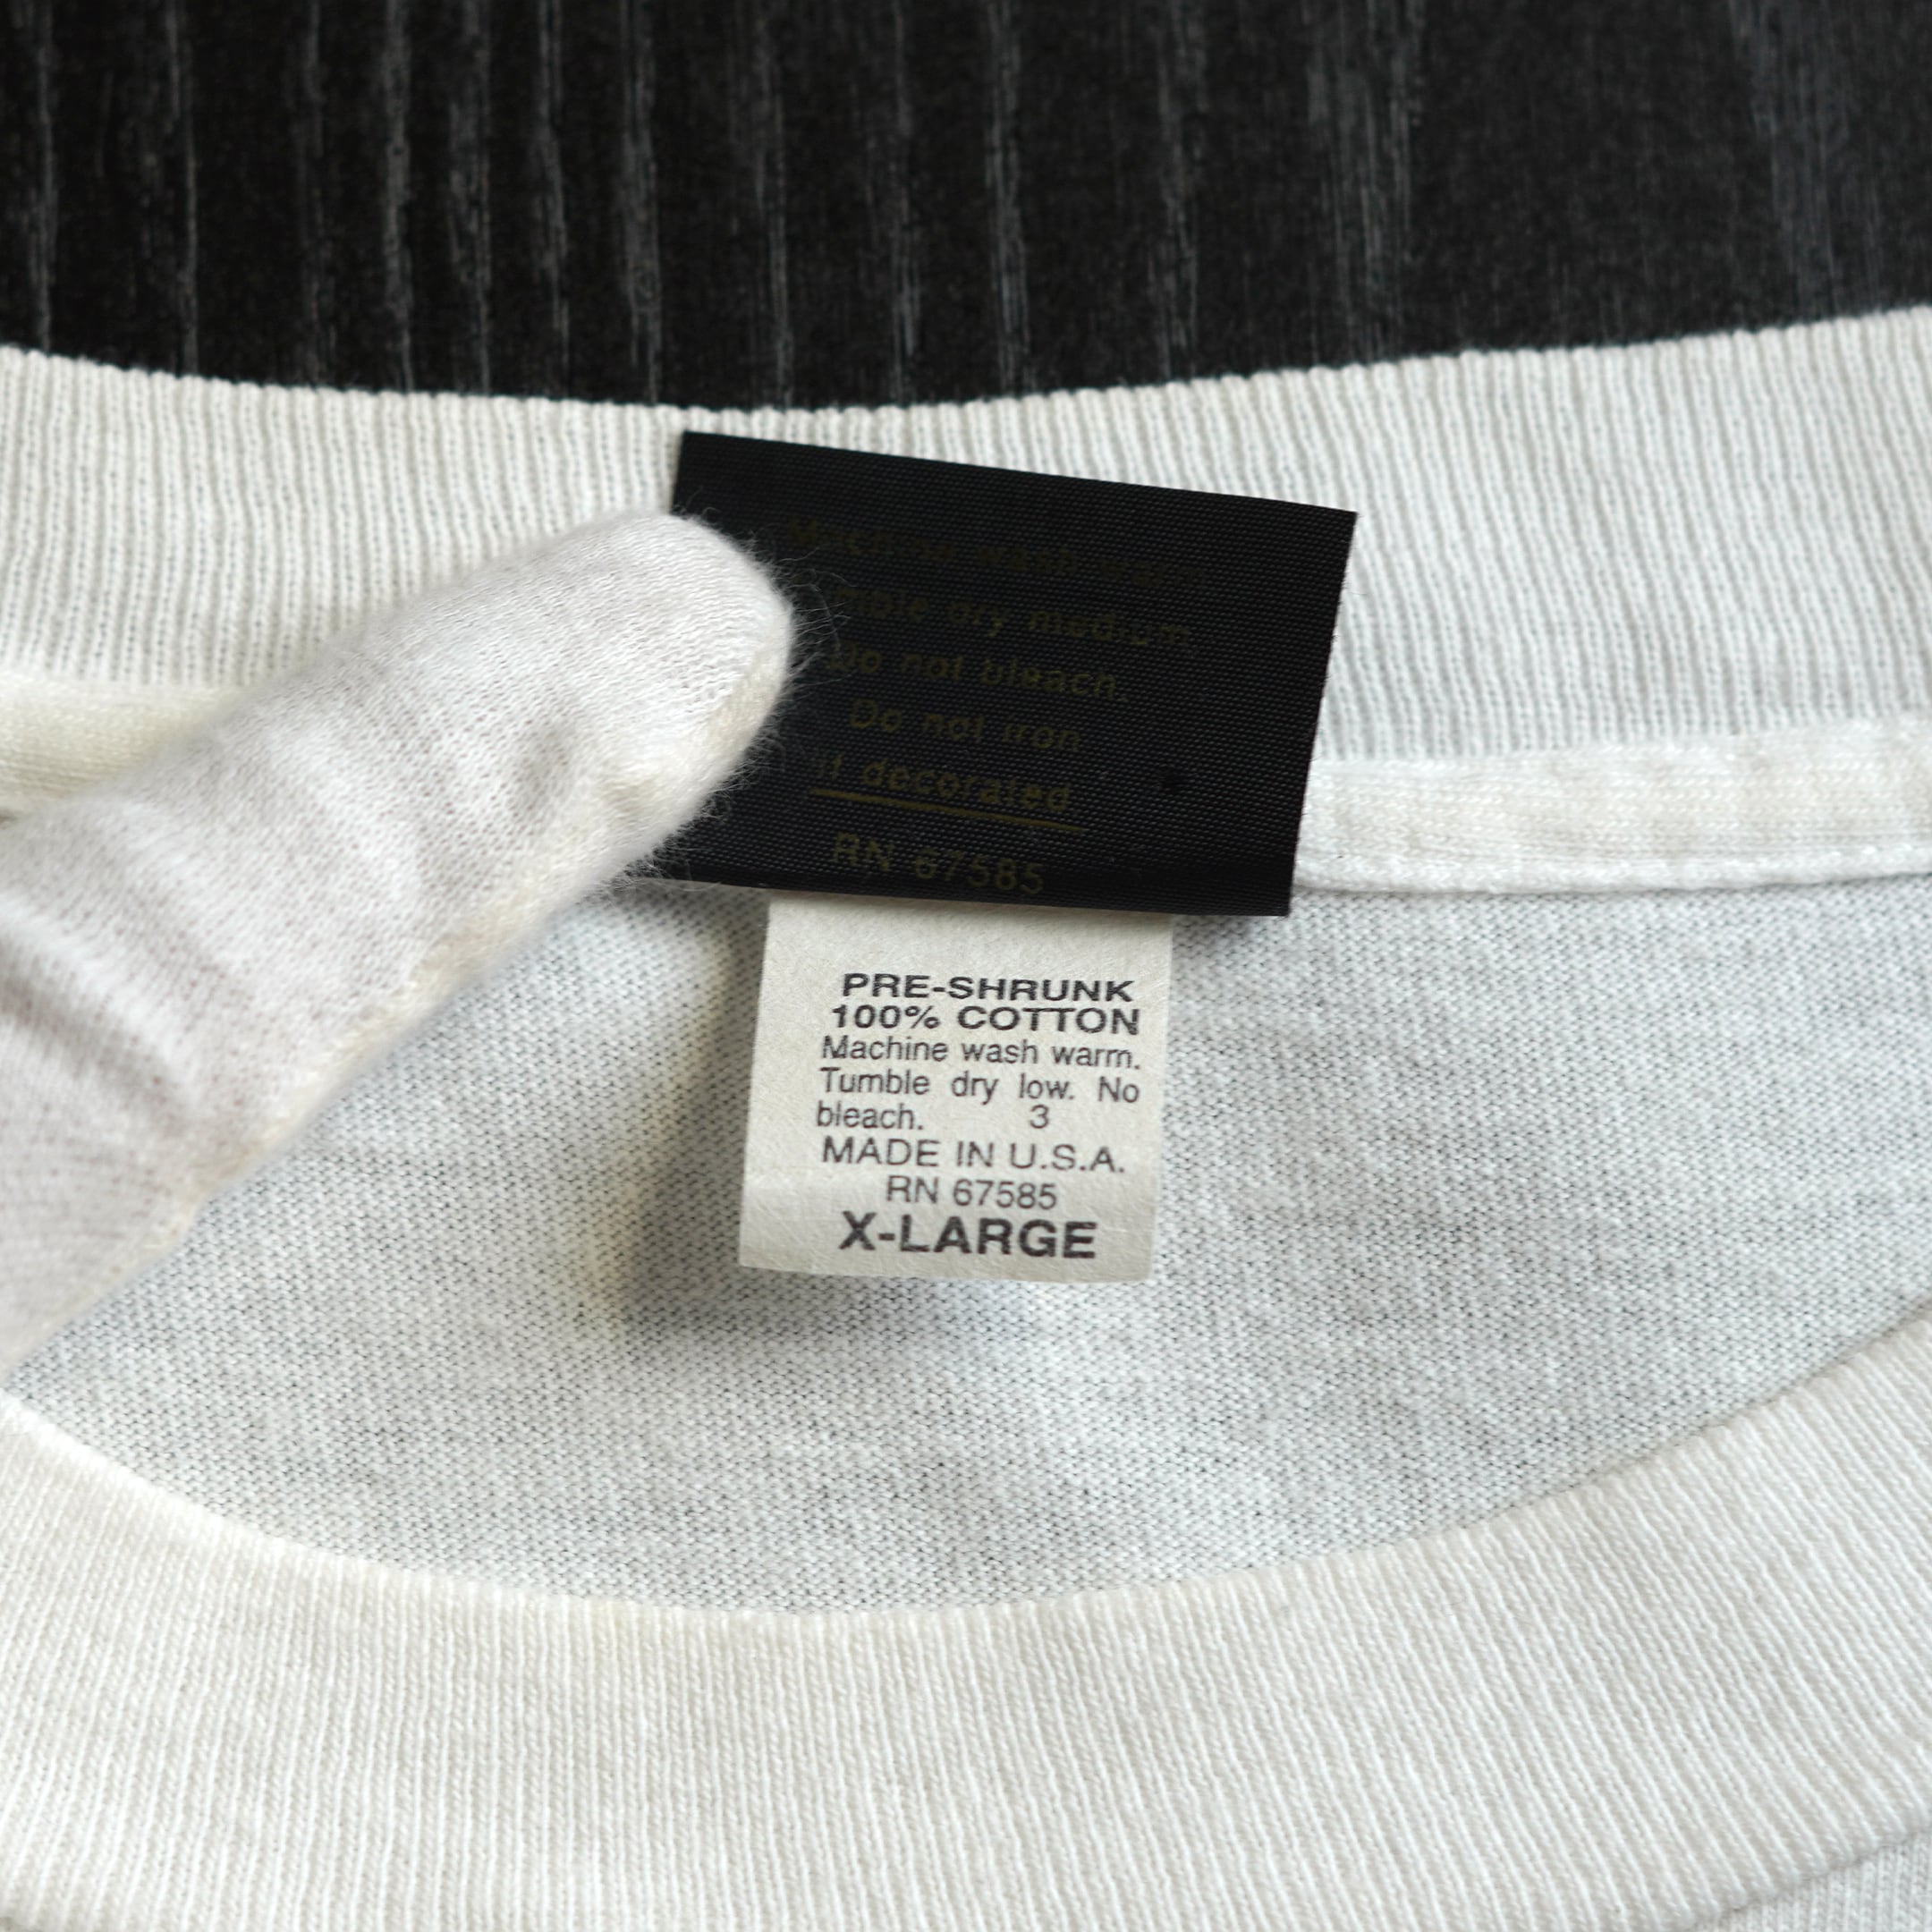 Machine wash warm
mble dry medium
Do not bleach.
Do not iron
if decorated
RN 67585
PRE-SHRUNK
100% COTTON
Machine wash warm.
Tumble dry low. No
bleach. 3
MADE IN U.S.A.
RN 67585
X-LARGE